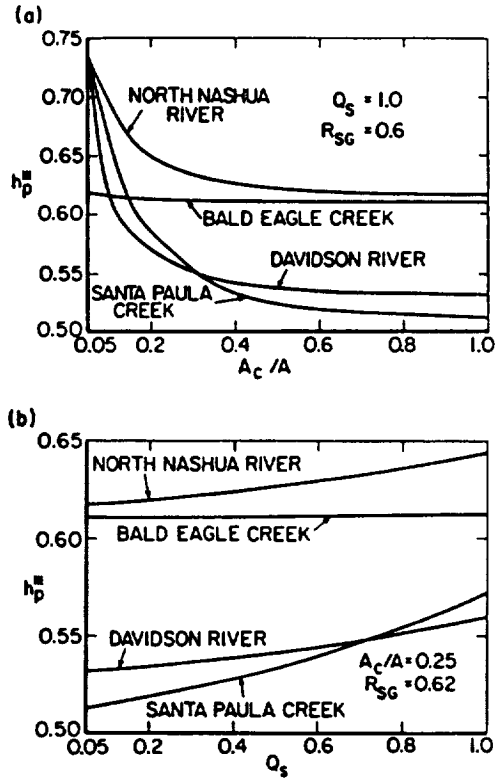 (a)
0.75
0.70
0.65
0.60
0.55
0.50
h_p^*
NORTH NASHUA
RIVER
Q_s = 1.0
R_SG = 0.6
BALD EAGLE CREEK
DAVIDSON RIVER
SANTA PAULA
CREEK
0.05 0.2 0.4 0.6 0.8 1.0
A_c/A
(b)
0.65
0.60
0.55
0.50
h_p^*
NORTH NASHUA RIVER
BALD EAGLE CREEK
DAVIDSON RIVER
A_c/A = 0.25
R_SG = 0.62
SANTA PAULA CREEK
0.05 0.2 0.4 0.6 0.8 1.0
Q_s